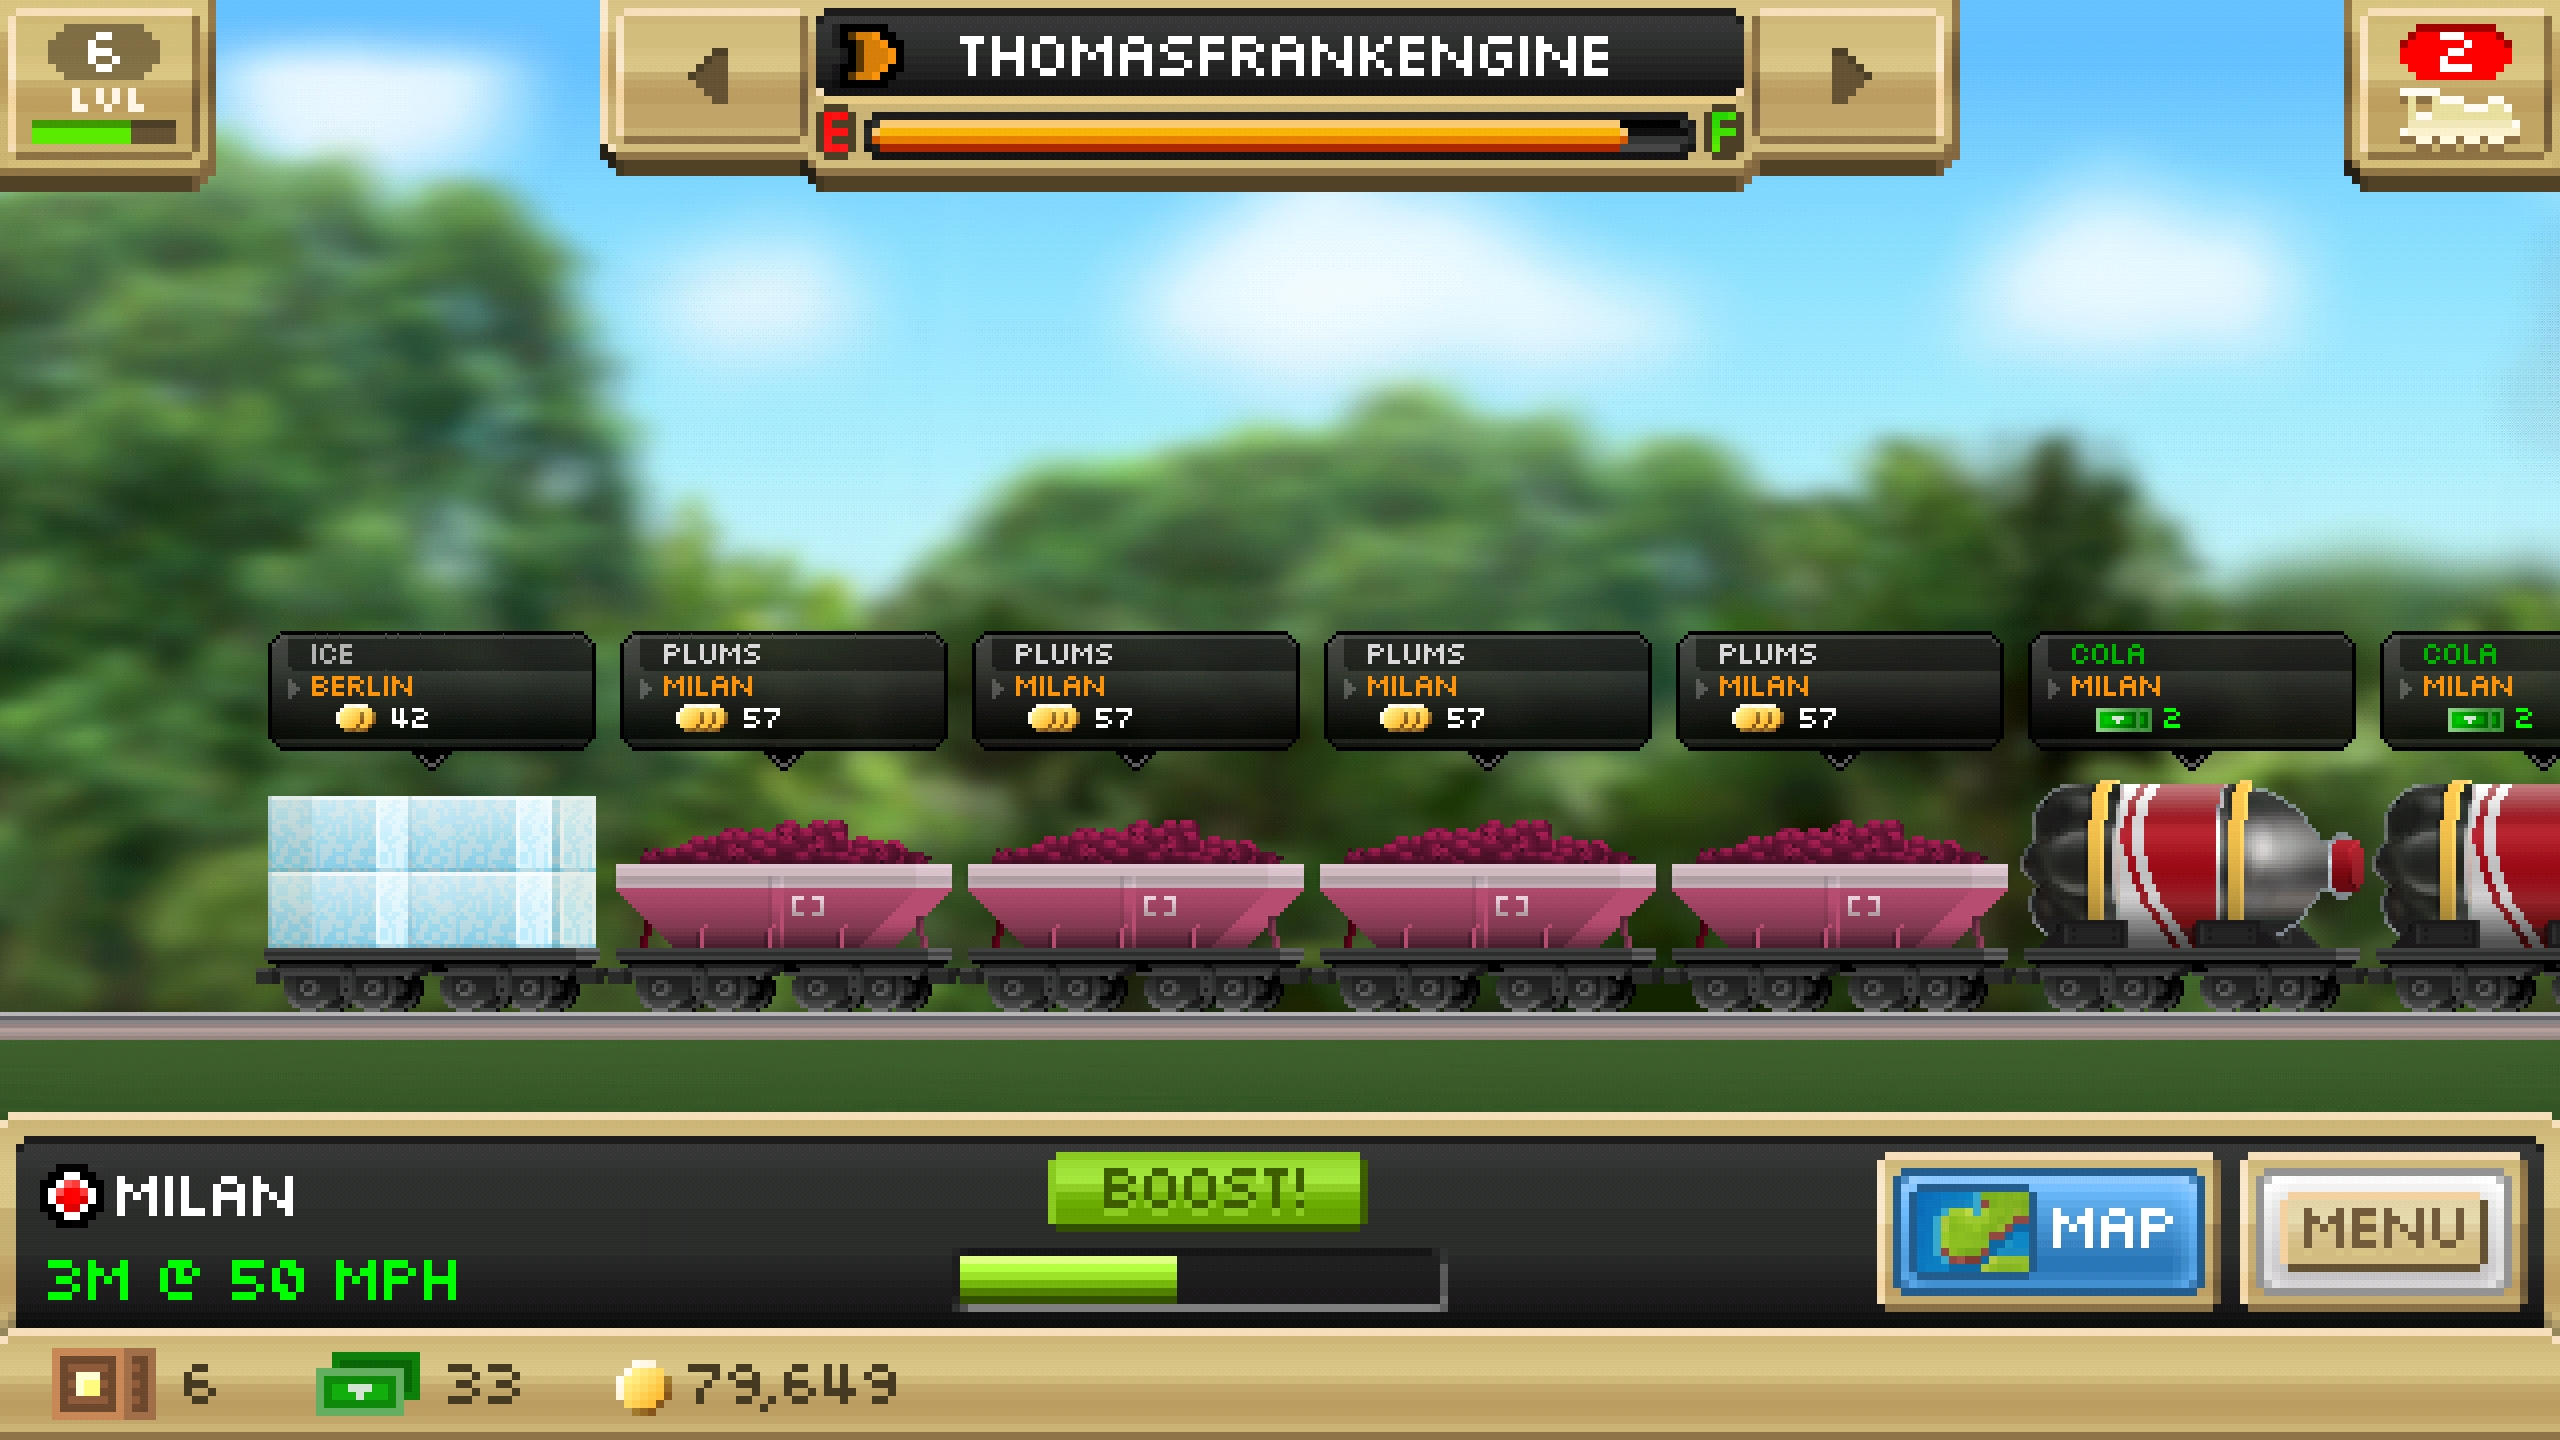 6
LVL
THOMASFRANKENGINE
E F
2
ICE
BERLIN
42
PLUMS
MILAN
57
PLUMS
MILAN
57
PLUMS
MILAN
57
PLUMS
MILAN
57
COLA
MILAN
2
COLA
MILAN
2
MILAN
3M @ 50 MPH
BOOST!
MAP
MENU
6 33 79,649